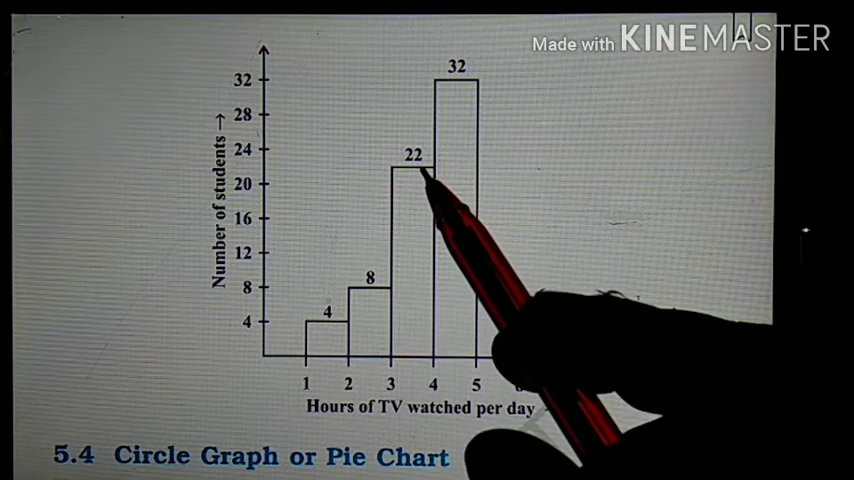 Made with KINEMASTER
32
32
28
24
22
20
16
12
8
8
4
4
Number of students →
1 2 3 4 5
Hours of TV watched per day
5.4 Circle Graph or Pie Chart